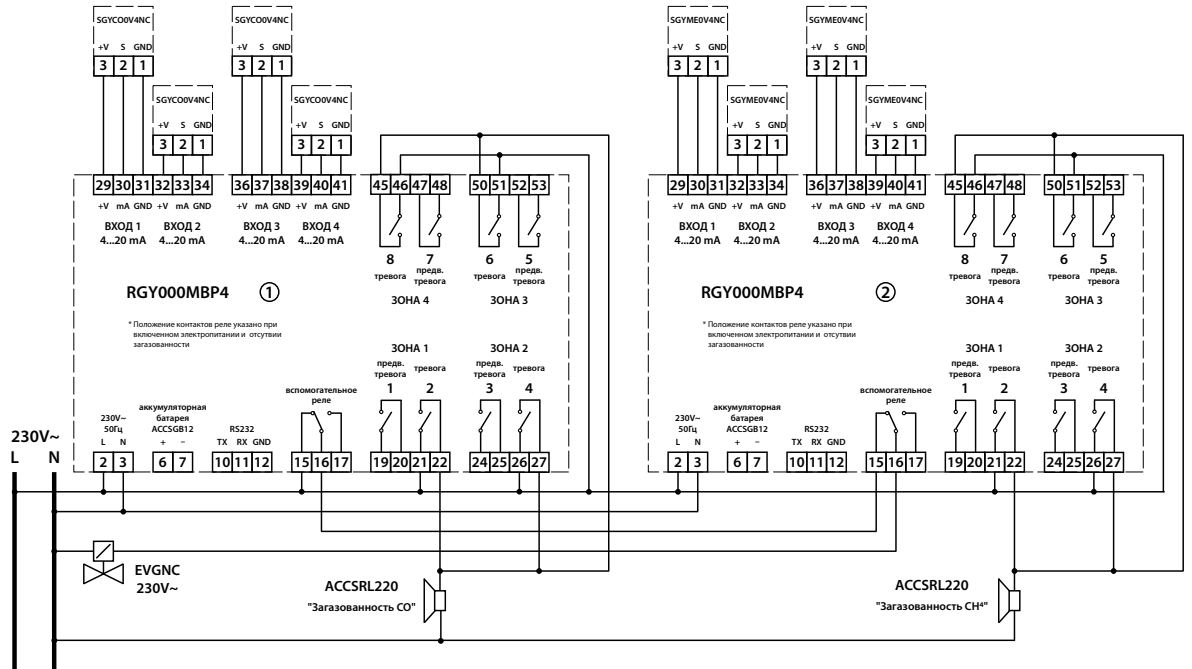 SGYCO0V4NC SGYCO0V4NC SGYME0V4NC SGYME0V4NC
+V S GND +V S GND +V S GND +V S GND
3 2 1 3 2 1 3 2 1 3 2 1
SGYCO0V4NC SGYCO0V4NC SGYME0V4NC SGYME0V4NC
+V S GND +V S GND +V S GND +V S GND
3 2 1 3 2 1 3 2 1 3 2 1
29 30 31 32 33 34 36 37 38 39 40 41 45 46 47 48 50 51 52 53
+V mA GND +V mA GND +V mA GND +V mA GND
ВХОД 1 ВХОД 2 ВХОД 3 ВХОД 4
4...20 mA 4...20 mA 4...20 mA 4...20 mA
8 7 6 5
тревога предв. тревога тревога предв. тревога
ЗОНА 4 ЗОНА 3
RGY000MBP4 1
* Положение контактов реле указано при
включенном электропитании и отсутвии
загазованности
ЗОНА 1 ЗОНА 2
предв. тревога тревога предв. тревога тревога
1 2 3 4
вспомогательное
реле
230V~
50Гц
L N
аккумуляторная
батарея
ACCSGB12
+ –
RS232
TX RX GND
2 3 6 7 10 11 12 15 16 17 19 20 21 22 24 25 26 27
29 30 31 32 33 34 36 37 38 39 40 41 45 46 47 48 50 51 52 53
+V mA GND +V mA GND +V mA GND +V mA GND
ВХОД 1 ВХОД 2 ВХОД 3 ВХОД 4
4...20 mA 4...20 mA 4...20 mA 4...20 mA
8 7 6 5
тревога предв. тревога тревога предв. тревога
ЗОНА 4 ЗОНА 3
RGY000MBP4 2
* Положение контактов реле указано при
включенном электропитании и отсутвии
загазованности
ЗОНА 1 ЗОНА 2
предв. тревога тревога предв. тревога тревога
1 2 3 4
вспомогательное
реле
230V~
50Гц
L N
аккумуляторная
батарея
ACCSGB12
+ –
RS232
TX RX GND
2 3 6 7 10 11 12 15 16 17 19 20 21 22 24 25 26 27
230V~
L N
EVGNC
230V~
ACCSRL220
"Загазованность CO"
ACCSRL220
"Загазованность CH⁴"